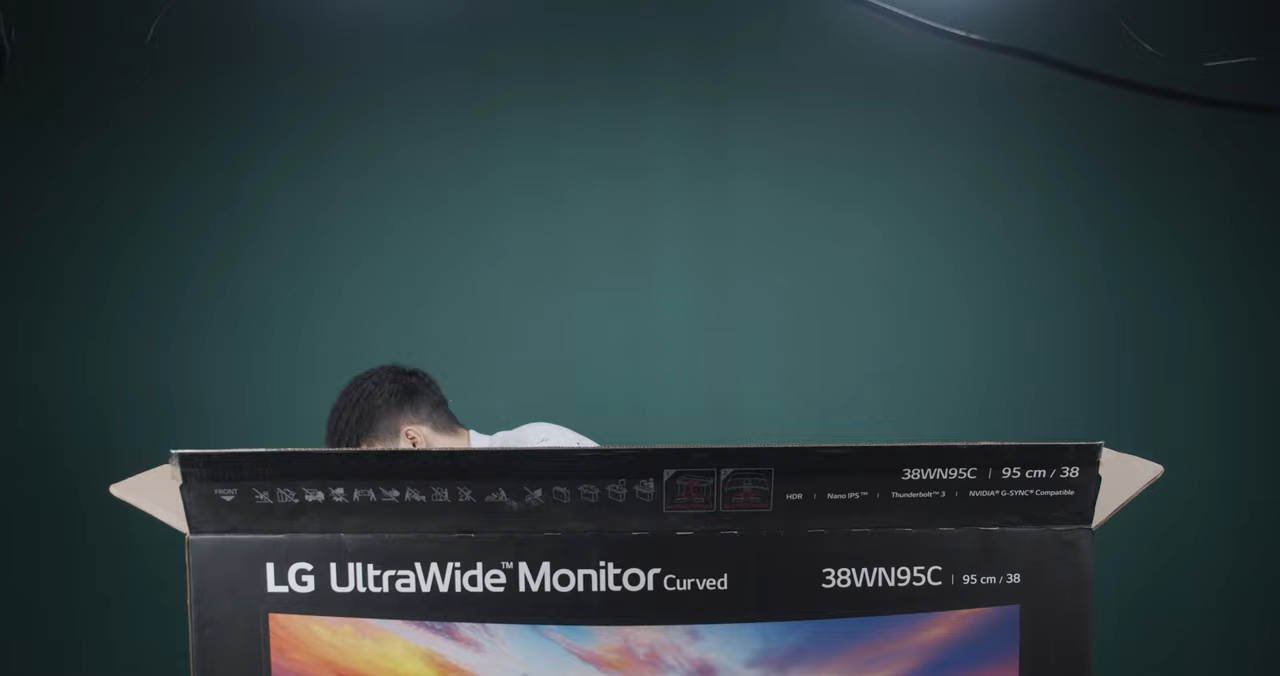 FRONT
38WN95C | 95 cm / 38
HDR | Nano IPS™ | Thunderbolt™ 3 | NVIDIA® G-SYNC® Compatible
LG UltraWide™ Monitor Curved
38WN95C | 95 cm / 38